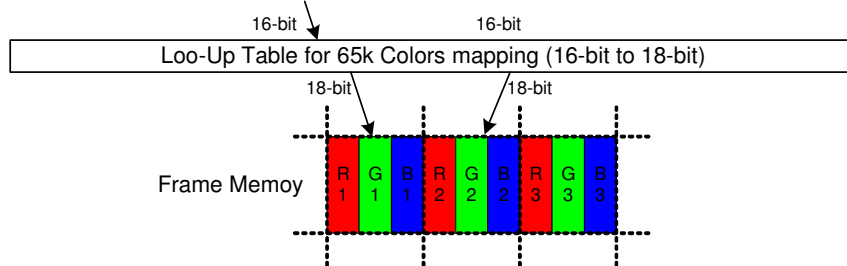 16-bit 16-bit
Loo-Up Table for 65k Colors mapping (16-bit to 18-bit)
18-bit 18-bit
R G B R G B R G B
Frame Memoy
1 1 1 2 2 2 3 3 3